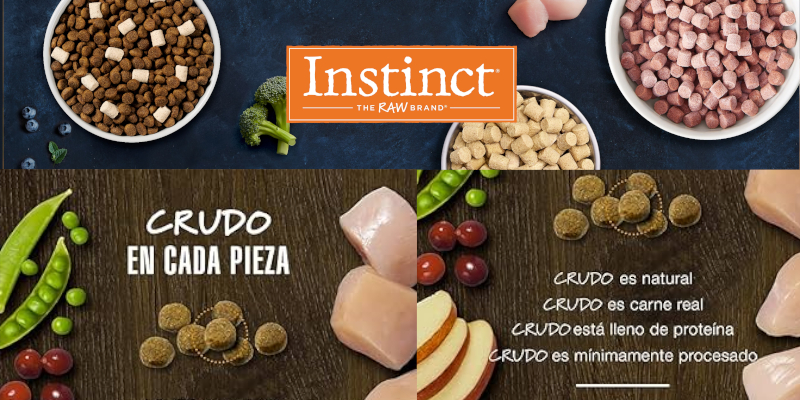 Instinct®
THE RAW BRAND®
CRUDO
EN CADA PIEZA
CRUDO es natural
CRUDO es carne real
CRUDO está lleno de proteína
CRUDO es mínimamente procesado